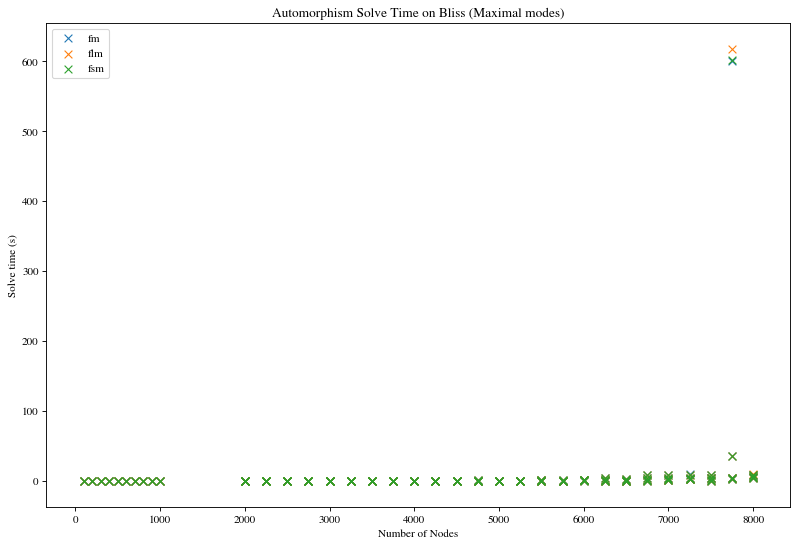 Automorphism Solve Time on Bliss (Maximal modes)
fm
flm
fsm
600
500
400
300
200
100
0
Solve time (s)
0 1000 2000 3000 4000 5000 6000 7000 8000
Number of Nodes